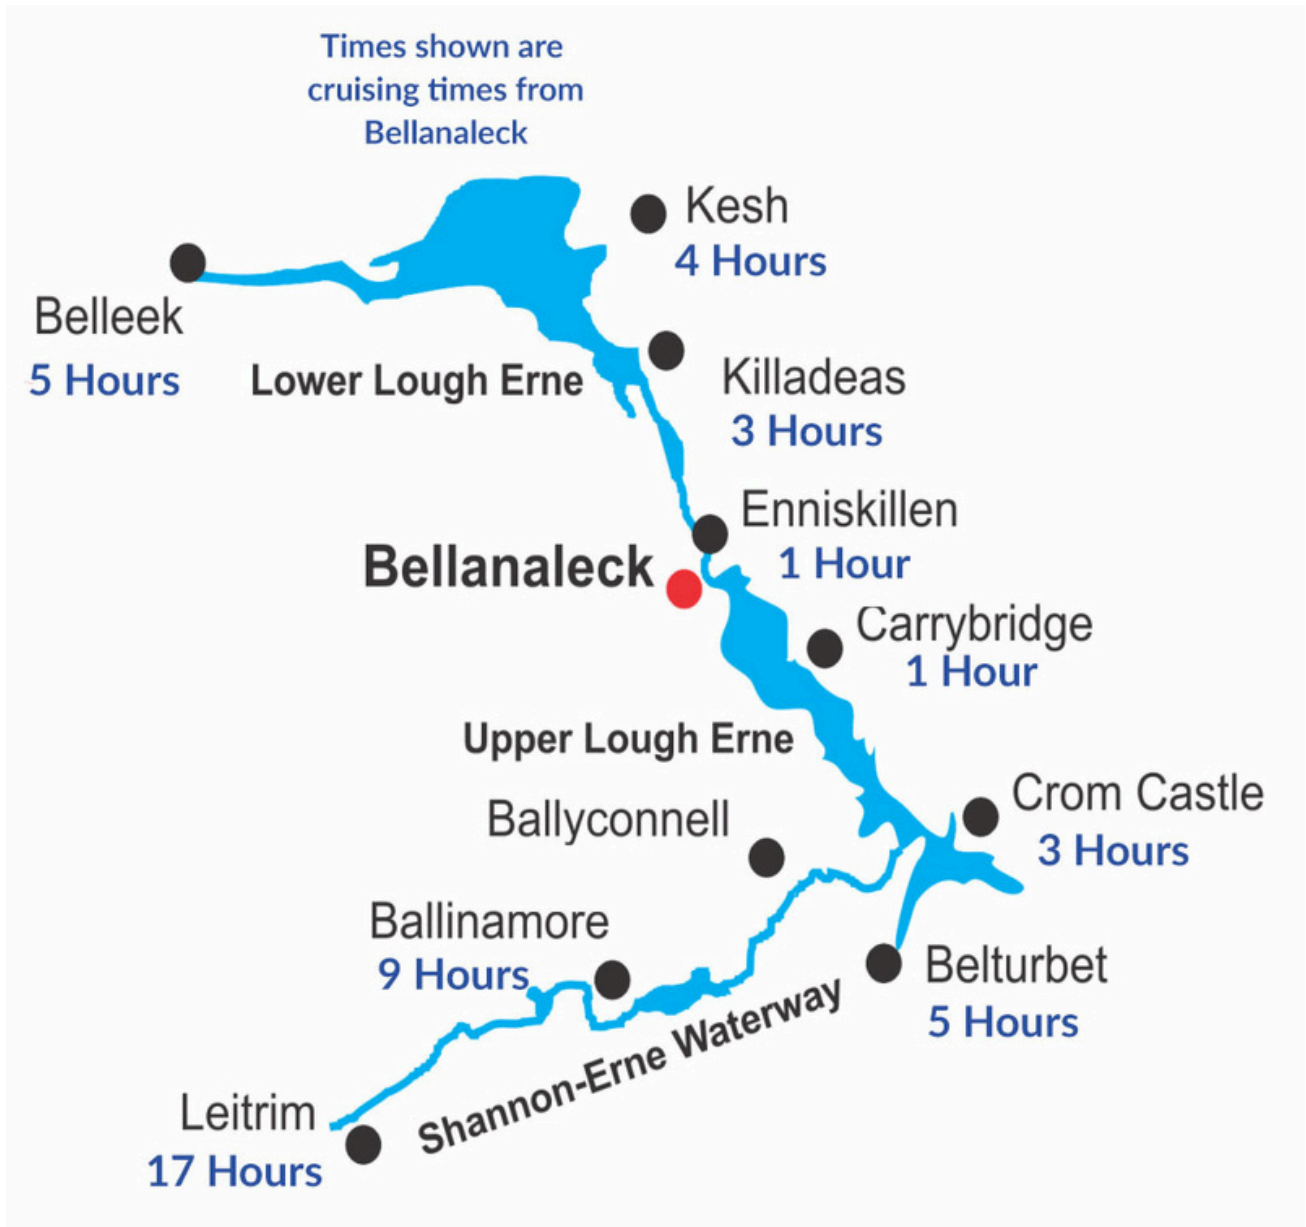 Times shown are
cruising times from
Bellanaleck
Kesh
4 Hours
Belleek
5 Hours
Lower Lough Erne
Killadeas
3 Hours
Enniskillen
1 Hour
Bellanaleck
Carrybridge
1 Hour
Upper Lough Erne
Crom Castle
3 Hours
Ballyconnell
Ballinamore
9 Hours
Belturbet
5 Hours
Shannon-Erne Waterway
Leitrim
17 Hours